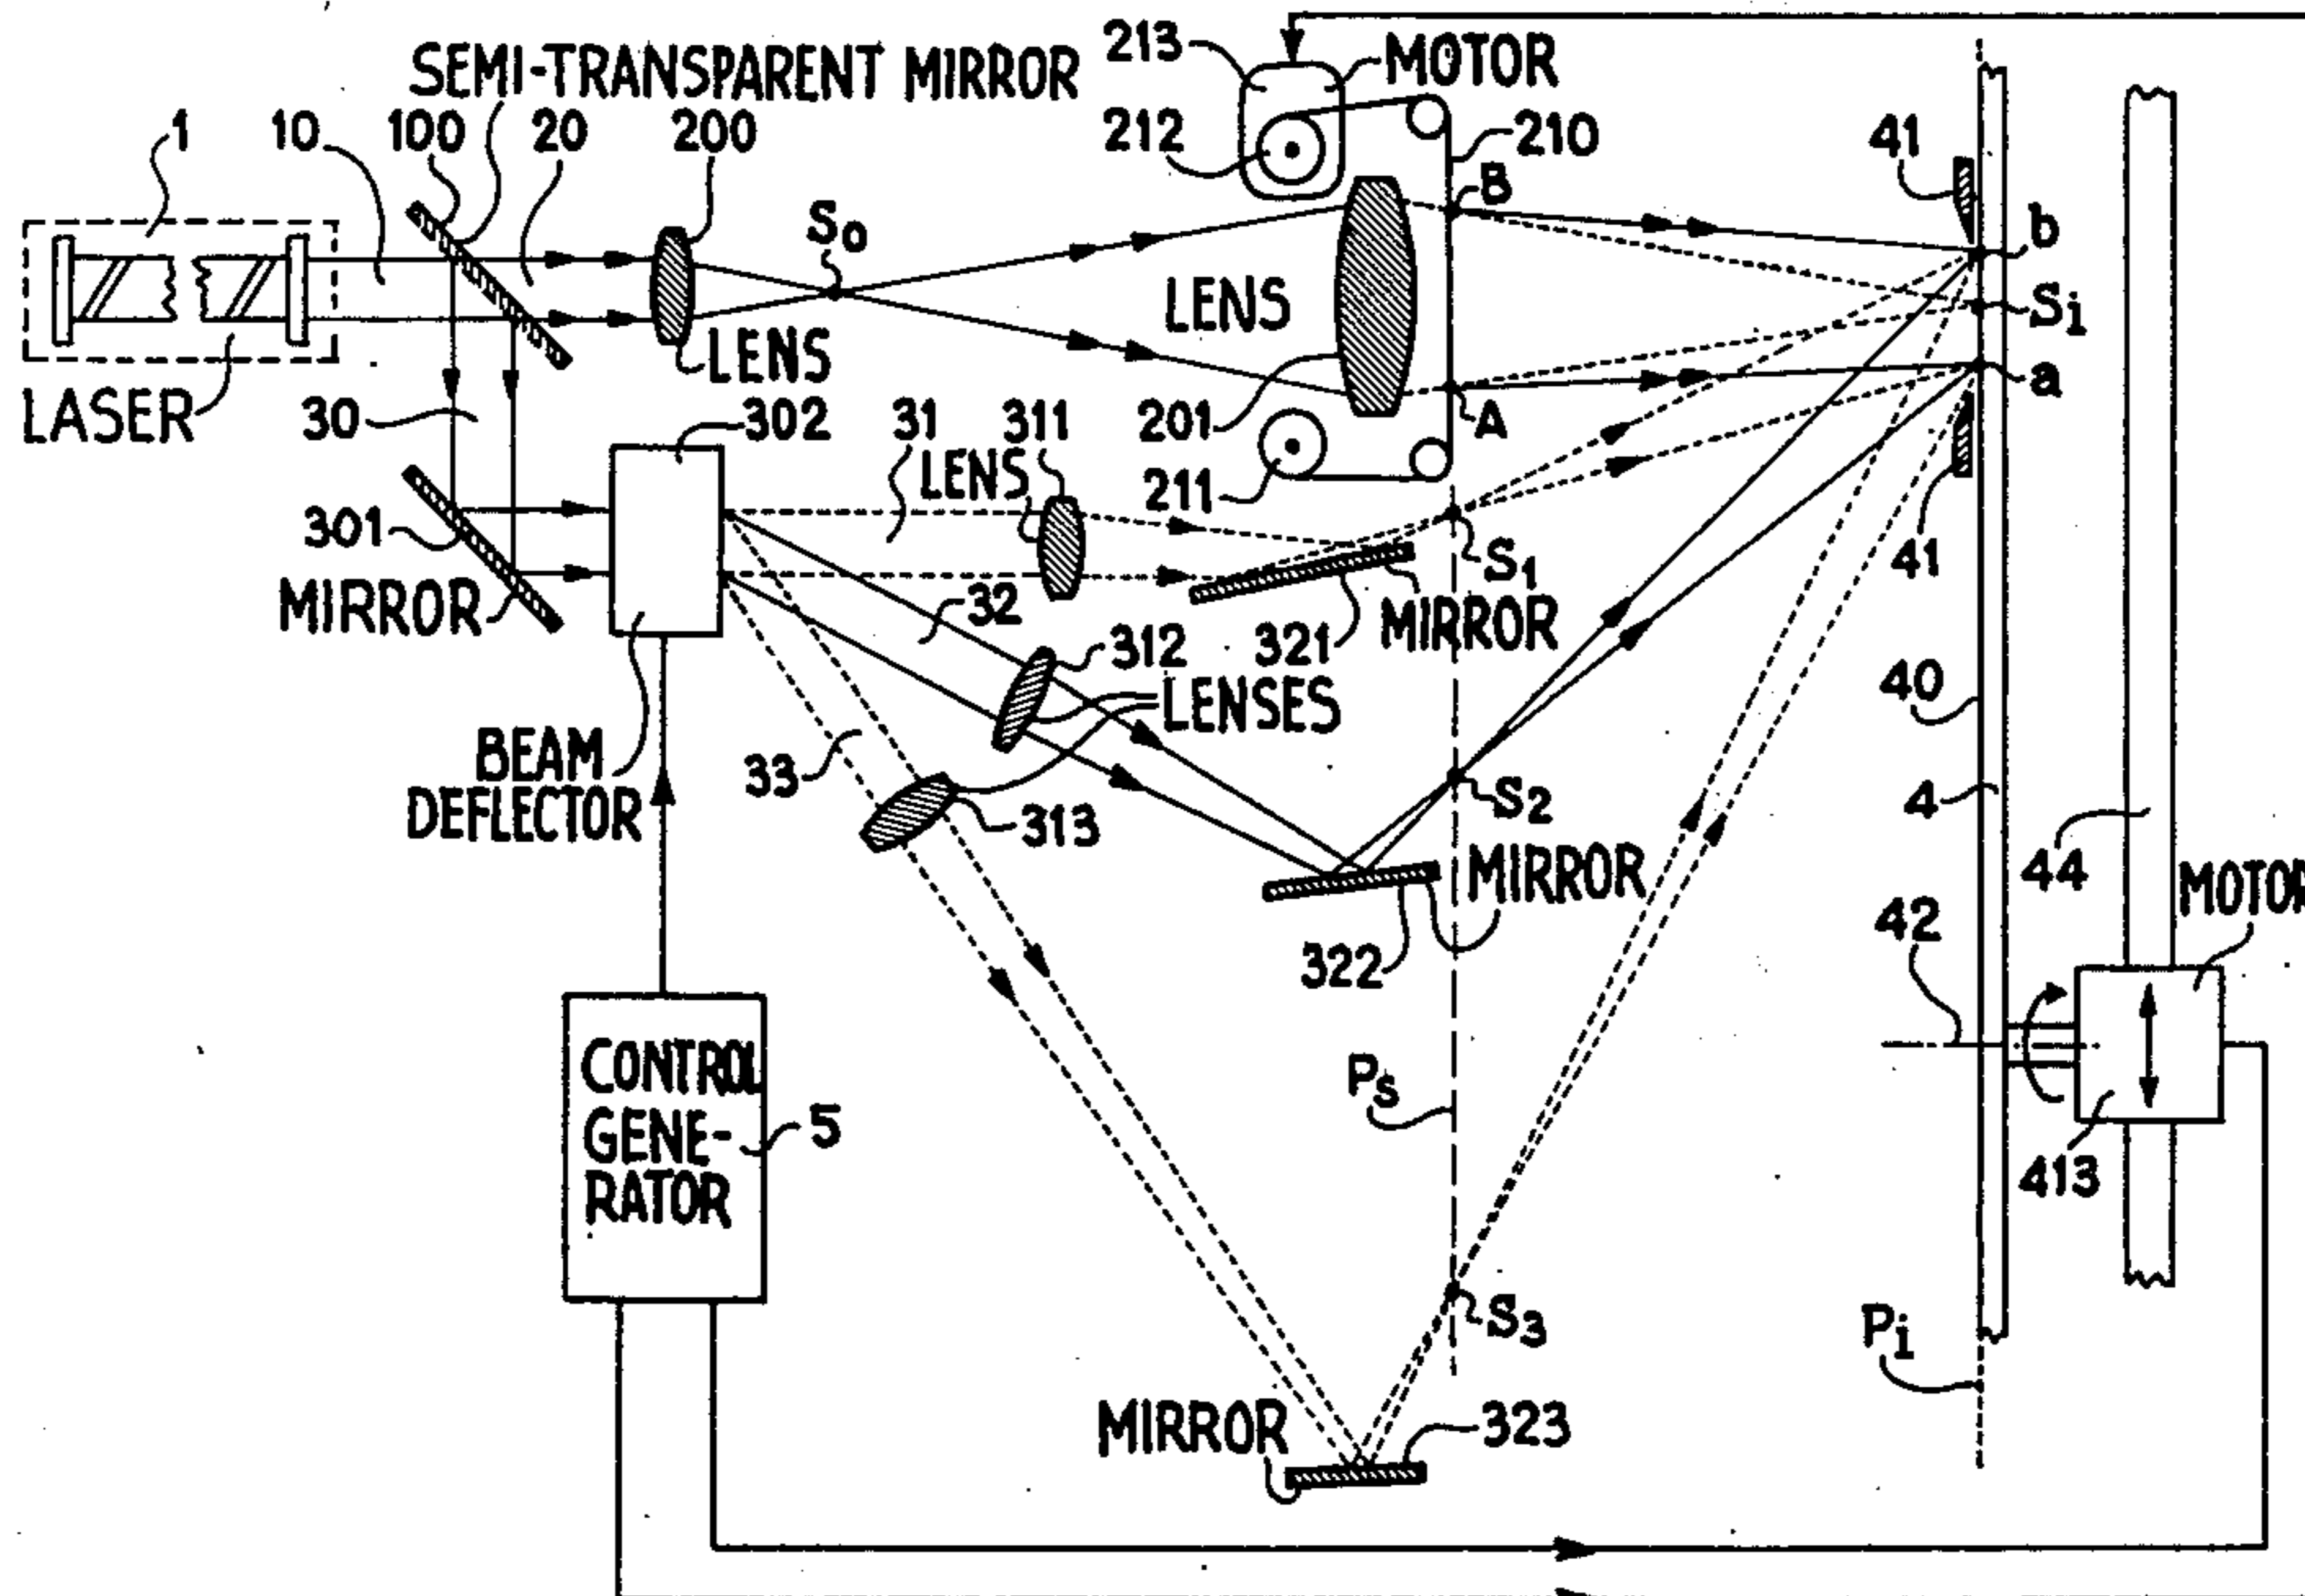 SEMI-TRANSPARENT MIRROR
213
MOTOR
1
10
100
20
200
212
210
41
S0
B
b
LENS
Si
LENS
a
LASER
30
302
31
311
201
A
LENS
211
301
41
S1
MIRROR
32
MIRROR
312
321
40
LENSES
BEAM
DEFLECTOR
33
S2
4
313
MIRROR
44
MOTOR
42
322
CONTROL
GENE-
RATOR
5
Ps
413
S3
Pi
MIRROR
323